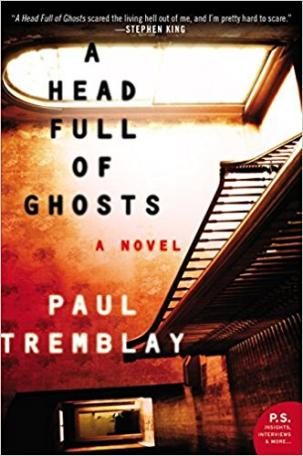 "A Head Full of Ghosts scared the living hell out of me, and I'm pretty hard to scare."
—STEPHEN KING
A
HEAD
FULL
OF
GHOSTS
A NOVEL
PAUL
TREMBLAY
P.S.
INSIGHTS,
INTERVIEWS
& MORE...